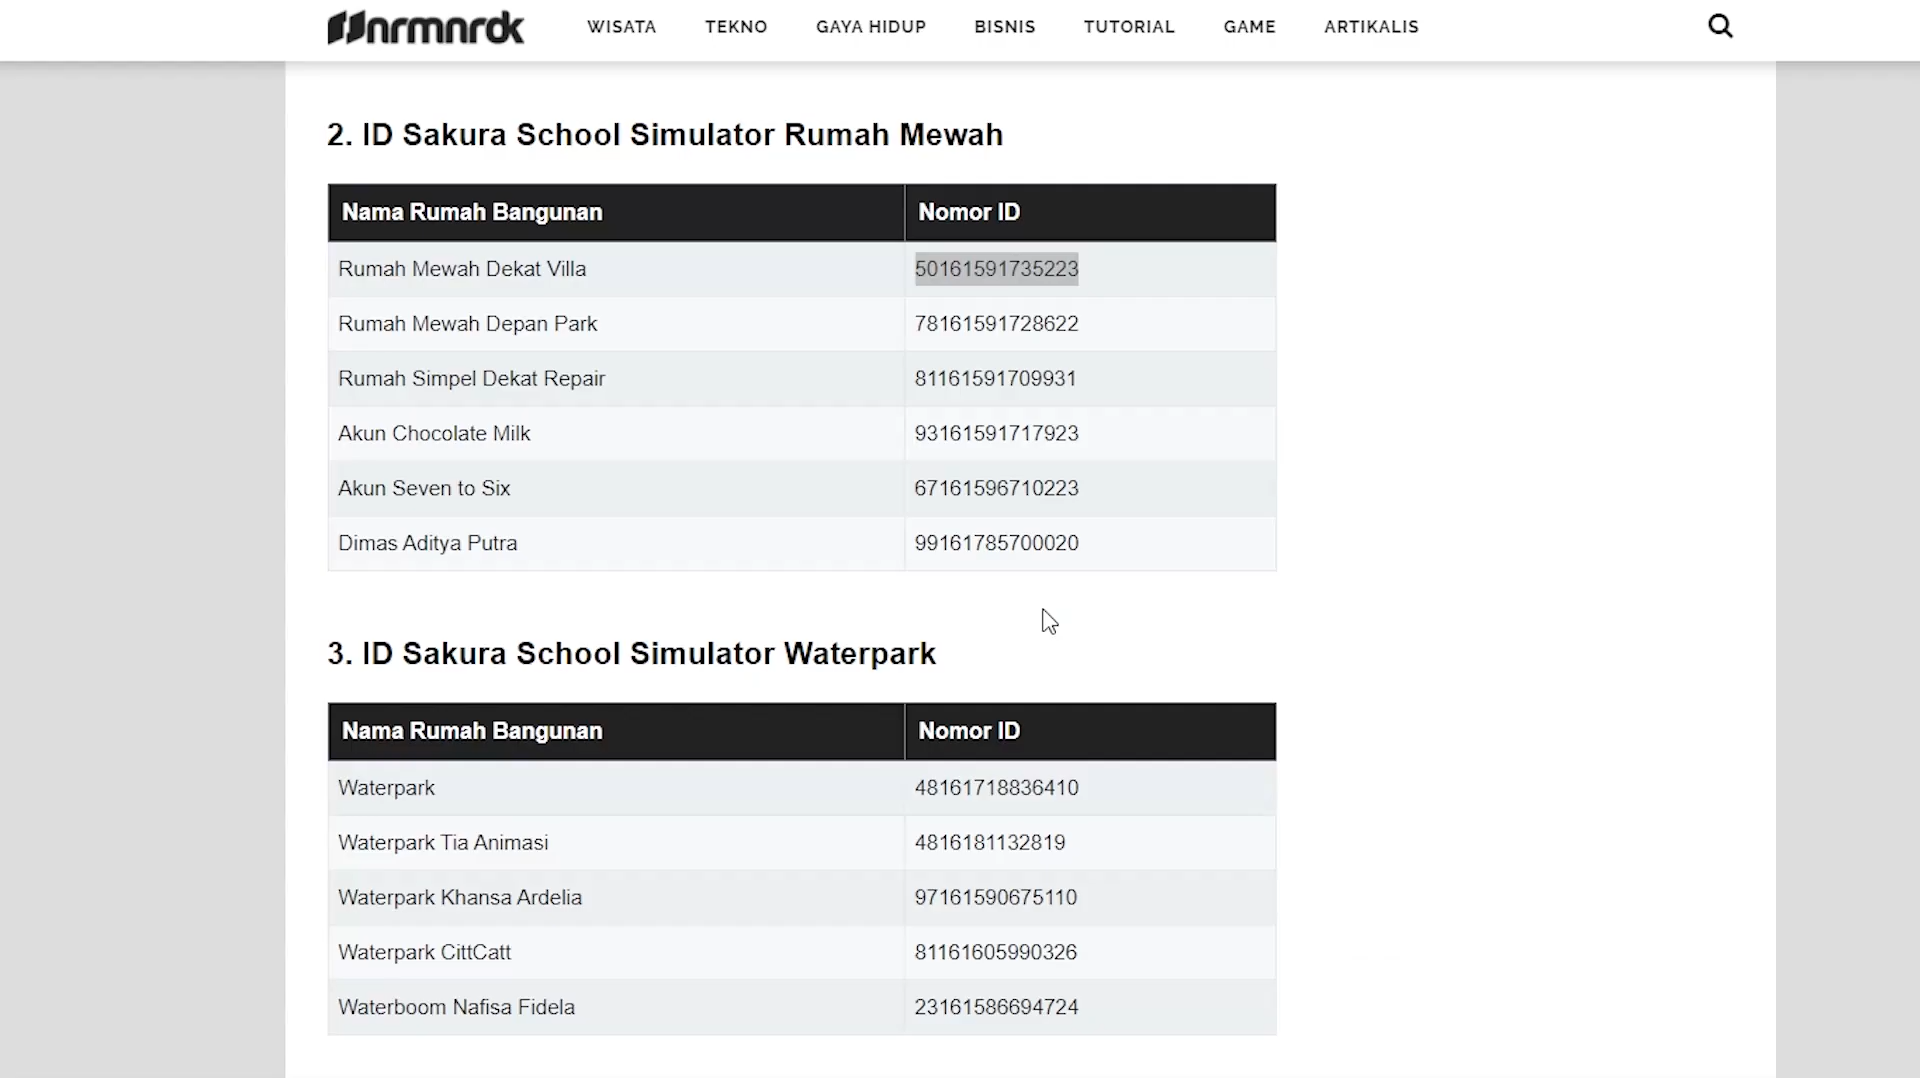 nrmnrdk WISATA TEKNO GAYA HIDUP BISNIS TUTORIAL GAME ARTIKALIS
2. ID Sakura School Simulator Rumah Mewah
Nama Rumah Bangunan Nomor ID
Rumah Mewah Dekat Villa 50161591735223
Rumah Mewah Depan Park 78161591728622
Rumah Simpel Dekat Repair 81161591709931
Akun Chocolate Milk 93161591717923
Akun Seven to Six 67161596710223
Dimas Aditya Putra 99161785700020
3. ID Sakura School Simulator Waterpark
Nama Rumah Bangunan Nomor ID
Waterpark 48161718836410
Waterpark Tia Animasi 4816181132819
Waterpark Khansa Ardelia 97161590675110
Waterpark CittCatt 81161605990326
Waterboom Nafisa Fidela 23161586694724